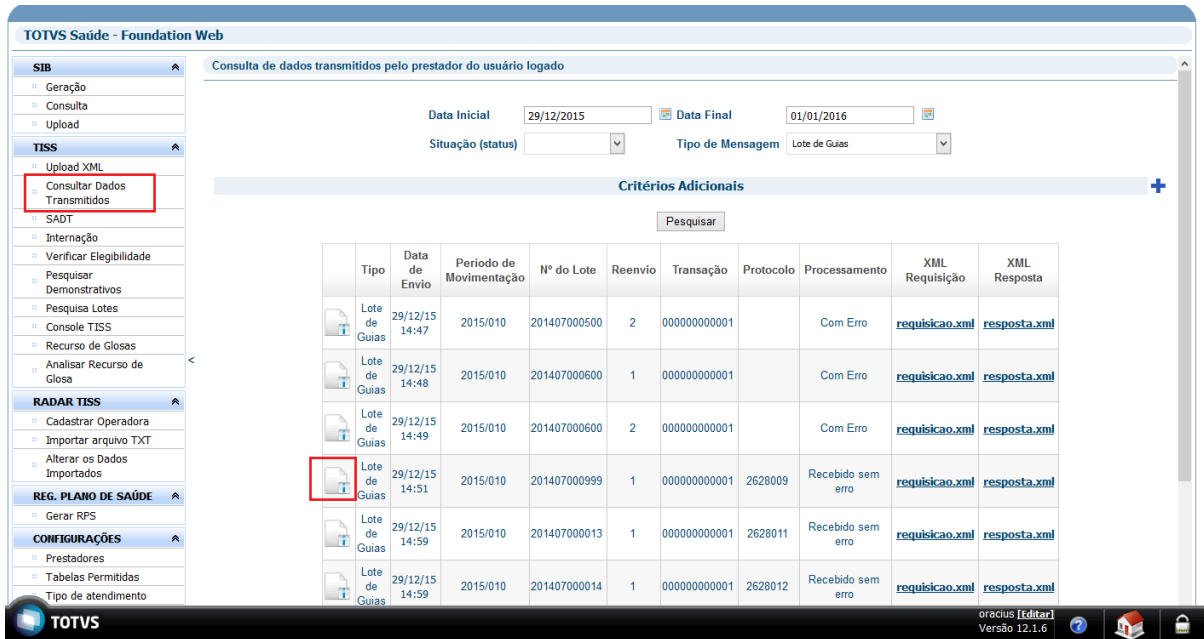 TOTVS Saúde - Foundation Web
SIB
Geração
Consulta
Upload
TISS
Upload XML
Consultar Dados
Transmitidos
SADT
Internação
Verificar Elegibilidade
Pesquisar
Demonstrativos
Pesquisa Lotes
Console TISS
Recurso de Glosas
Analisar Recurso de
Glosa
RADAR TISS
Cadastrar Operadora
Importar arquivo TXT
Alterar os Dados
Importados
REG. PLANO DE SAÚDE
Gerar RPS
CONFIGURAÇÕES
Prestadores
Tabelas Permitidas
Tipo de atendimento
<
Consulta de dados transmitidos pelo prestador do usuário logado
Data Inicial 29/12/2015 Data Final 01/01/2016
Situação (status) Tipo de Mensagem Lote de Guias
Critérios Adicionais
Pesquisar
Tipo Data de Envio Período de Movimentação Nº do Lote Reenvio Transação Protocolo Processamento XML Requisição XML Resposta
Lote de Guias 29/12/15 14:47 2015/010 201407000500 2 000000000001 Com Erro requisicao.xml resposta.xml
Lote de Guias 29/12/15 14:48 2015/010 201407000600 1 000000000001 Com Erro requisicao.xml resposta.xml
Lote de Guias 29/12/15 14:49 2015/010 201407000600 2 000000000001 Com Erro requisicao.xml resposta.xml
Lote de Guias 29/12/15 14:51 2015/010 201407000999 1 000000000001 2628009 Recebido sem erro requisicao.xml resposta.xml
Lote de Guias 29/12/15 14:59 2015/010 201407000013 1 000000000001 2628011 Recebido sem erro requisicao.xml resposta.xml
Lote de Guias 29/12/15 14:59 2015/010 201407000014 1 000000000001 2628012 Recebido sem erro requisicao.xml resposta.xml
TOTVS
oracius [Editar]
Versão 12.1.6